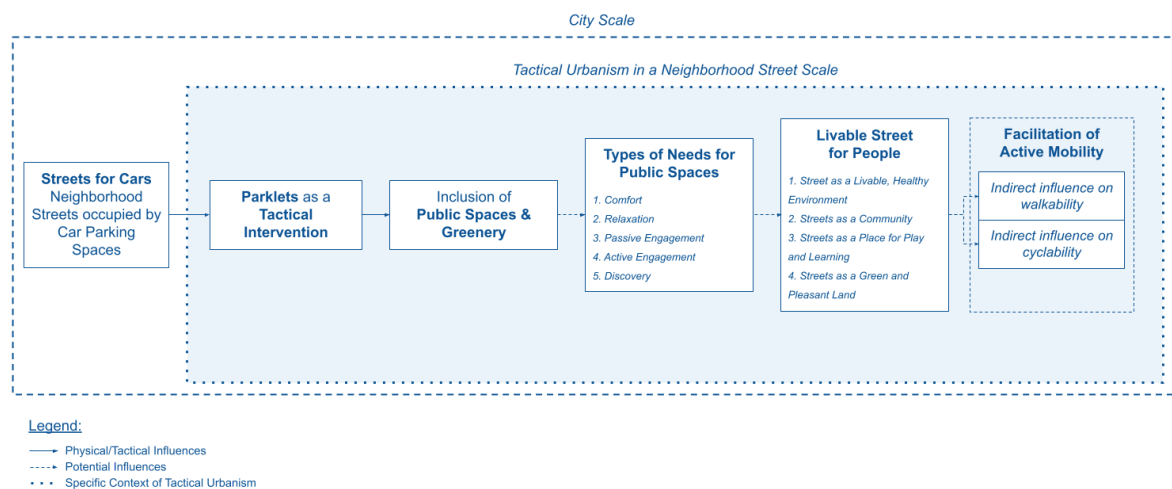 City Scale
Tactical Urbanism in a Neighborhood Street Scale
Streets for Cars
Neighborhood
Streets occupied by
Car Parking
Spaces
Parklets as a
Tactical
Intervention
Inclusion of
Public Spaces &
Greenery
Types of Needs for
Public Spaces
1. Comfort
2. Relaxation
3. Passive Engagement
4. Active Engagement
5. Discovery
Livable Street
for People
1. Street as a Livable, Healthy
Environment
2. Streets as a Community
3. Streets as a Place for Play
and Learning
4. Streets as a Green and
Pleasant Land
Facilitation of
Active Mobility
Indirect influence on
walkability
Indirect influence on
cyclability
Legend:
Physical/Tactical Influences
Potential Influences
Specific Context of Tactical Urbanism